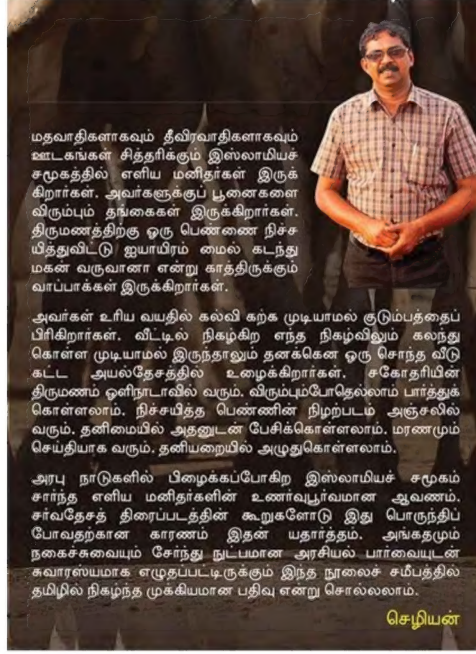 மதவாதிகளாகவும் தீவிரவாதிகளாகவும்
ஊடகங்கள் சித்தரிக்கும் இஸ்லாமியச்
சமூகத்தில் எளிய மனிதர்கள் இருக்
கிறார்கள். அவர்களுக்குப் பூனைகளை
விரும்பும் தங்கைகள் இருக்கிறார்கள்.
திருமணத்திற்கு ஒரு பெண்ணை நிச்ச
யித்துவிட்டு ஐயாயிரம் மைல் கடந்து
மகன் வருவானா என்று காத்திருக்கும்
வாப்பாக்கள் இருக்கிறார்கள்.
அவர்கள் உரிய வயதில் கல்வி கற்க முடியாமல் குடும்பத்தைப்
பிரிகிறார்கள். வீட்டில் நிகழ்கிற எந்த நிகழ்விலும் கலந்து
கொள்ள முடியாமல் இருந்தாலும் தனக்கென ஒரு சொந்த வீடு
கட்ட அயல்தேசத்தில் உழைக்கிறார்கள். சகோதரியின்
திருமணம் ஒளிநாடாவில் வரும். விரும்பும்போதெல்லாம் பார்த்துக்
கொள்ளலாம். நிச்சயித்த பெண்ணின் நிழற்படம் அஞ்சலில்
வரும். தனிமையில் அதனுடன் பேசிக்கொள்ளலாம். மரணமும்
செய்தியாக வரும். தனியறையில் அழுதுகொள்ளலாம்.
அரபு நாடுகளில் பிழைக்கப்போகிற இஸ்லாமியச் சமூகம்
சார்ந்த எளிய மனிதர்களின் உணர்வுபூர்வமான ஆவணம்.
சர்வதேசத் திரைப்படத்தின் கூறுகளோடு இது பொருந்திப்
போவதற்கான காரணம் இதன் யதார்த்தம். அங்கதமும்
நகைச்சுவையும் சேர்ந்து நுட்பமான அரசியல் பார்வையுடன்
சுவாரஸ்யமாக எழுதப்பட்டிருக்கும் இந்த நூலைச் சமீபத்தில்
தமிழில் நிகழ்ந்த முக்கியமான பதிவு என்று சொல்லலாம்.
செழியன்